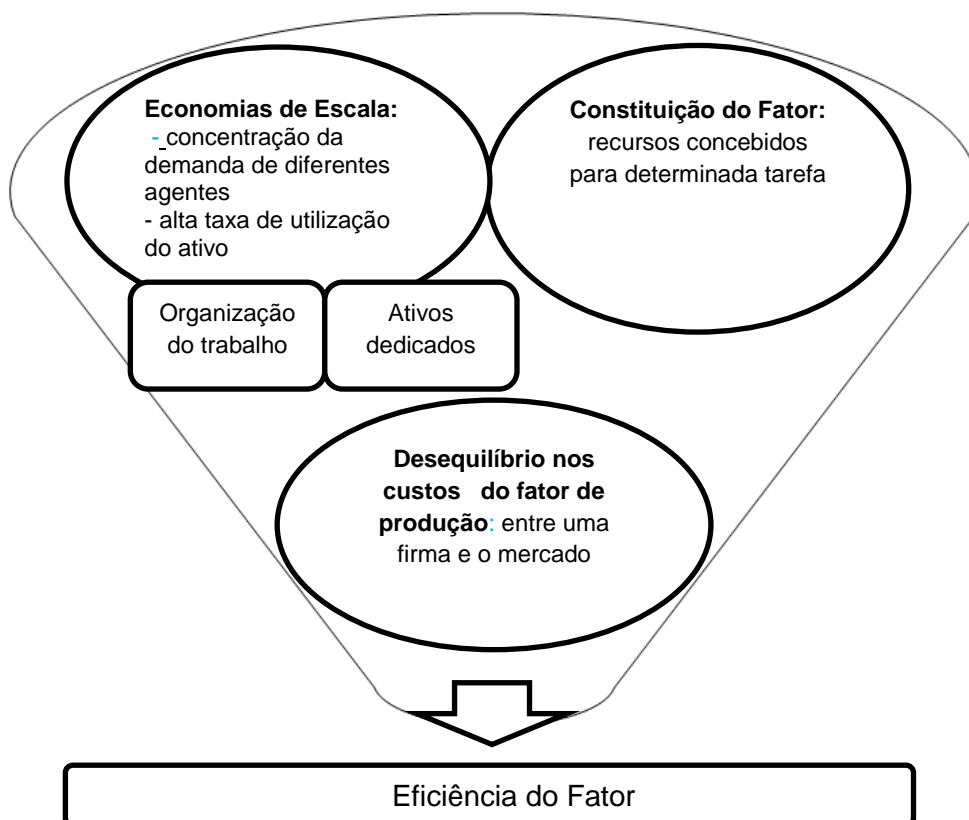 Economias de Escala:
- concentração da
demanda de diferentes
agentes
- alta taxa de utilização
do ativo
Constituição do Fator:
recursos concebidos
para determinada tarefa
Organização
do trabalho
Ativos
dedicados
Desequilíbrio nos
custos do fator de
produção: entre uma
firma e o mercado
Eficiência do Fator